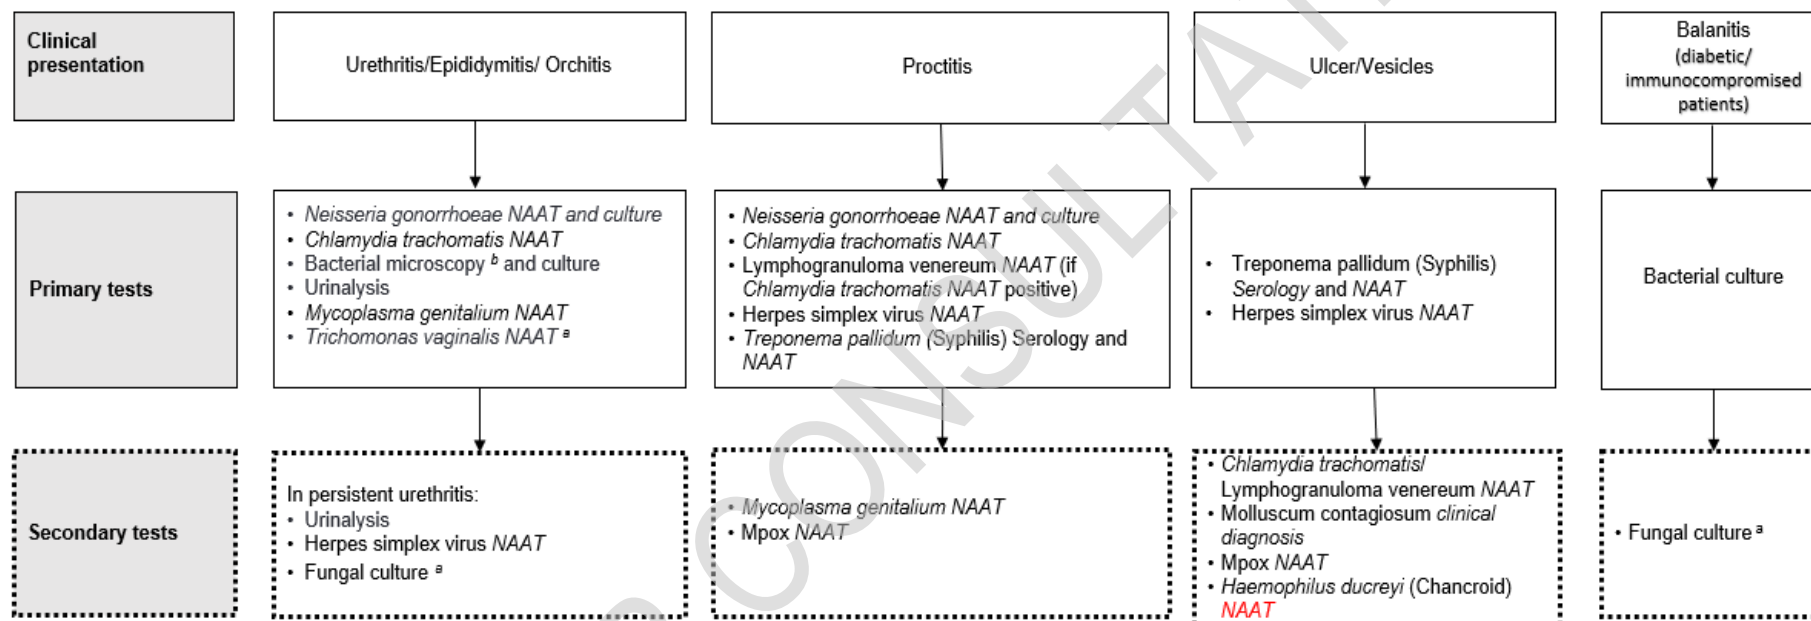 Clinical
presentation
Urethritis/Epididymitis/ Orchitis
Proctitis
Ulcer/Vesicles
Balanitis
(diabetic/
immunocompromised
patients)
Primary tests
• Neisseria gonorrhoeae NAAT and culture
• Chlamydia trachomatis NAAT
• Bacterial microscopy b and culture
• Urinalysis
• Mycoplasma genitalium NAAT
• Trichomonas vaginalis NAAT a
• Neisseria gonorrhoeae NAAT and culture
• Chlamydia trachomatis NAAT
• Lymphogranuloma venereum NAAT (if
Chlamydia trachomatis NAAT positive)
• Herpes simplex virus NAAT
• Treponema pallidum (Syphilis) Serology and
NAAT
• Treponema pallidum (Syphilis)
Serology and NAAT
• Herpes simplex virus NAAT
Bacterial culture
Secondary tests
In persistent urethritis:
• Urinalysis
• Herpes simplex virus NAAT
• Fungal culture a
• Mycoplasma genitalium NAAT
• Mpox NAAT
• Chlamydia trachomatis/
Lymphogranuloma venereum NAAT
• Molluscum contagiosum clinical
diagnosis
• Mpox NAAT
• Haemophilus ducreyi (Chancroid)
NAAT
• Fungal culture a